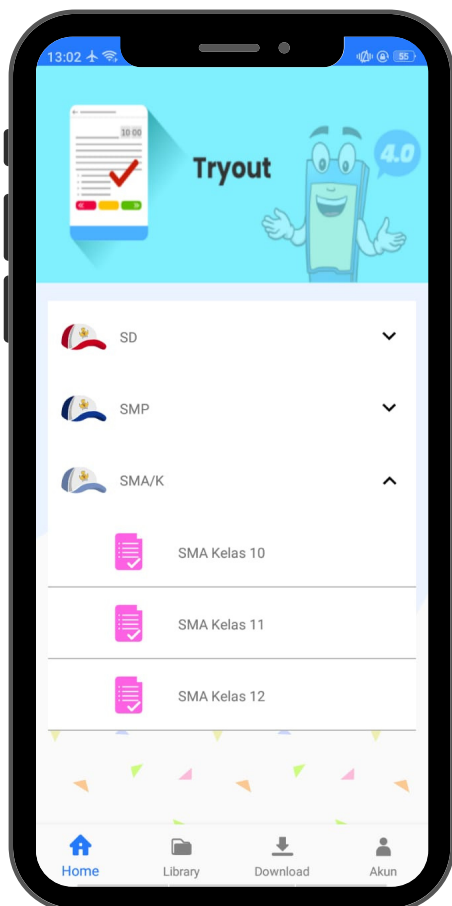 13:02
55
10 00
Tryout
4.0
SD
SMP
SMA/K
SMA Kelas 10
SMA Kelas 11
SMA Kelas 12
Home
Library
Download
Akun